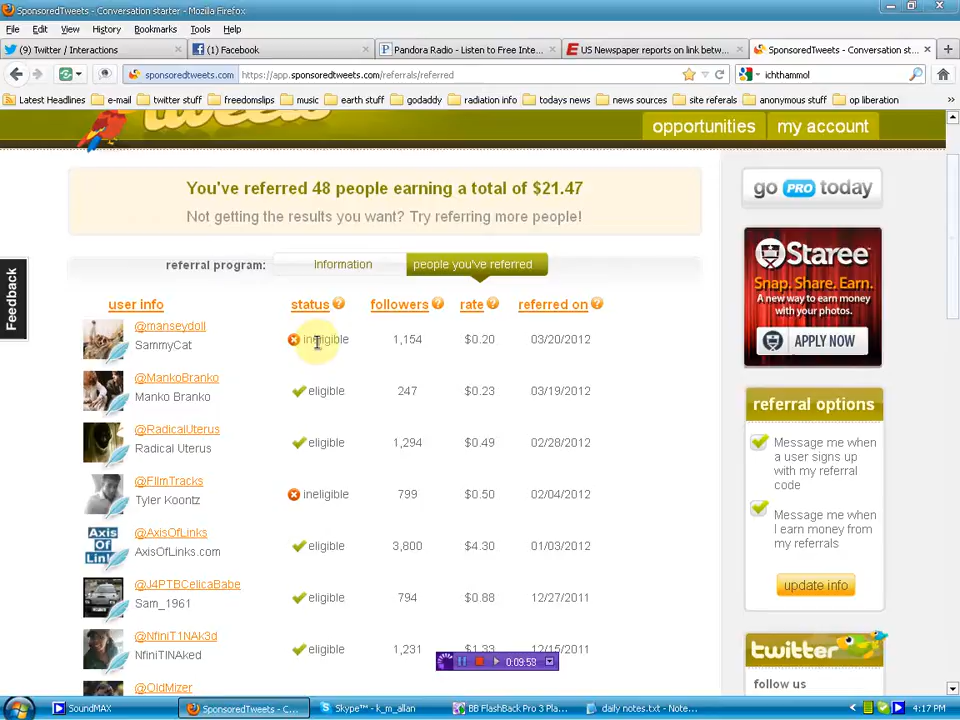 SponsoredTweets - Conversation starter - Mozilla Firefox
File Edit View History Bookmarks Tools Help
(9) Twitter / Interactions
(1) Facebook
Pandora Radio - Listen to Free Inte...
US Newspaper reports on link betw...
SponsoredTweets - Conversation st...
sponsoredtweets.com
https://app.sponsoredtweets.com/referrals/referred
ichthammol
Latest Headlines e-mail twitter stuff freedomslips music earth stuff godaddy radiation info todays news news sources site referals anonymous stuff op liberation
tweets
opportunities my account
You've referred 48 people earning a total of $21.47
Not getting the results you want? Try referring more people!
referral program: Information people you've referred
user info status followers rate referred on
@manseydoll
SammyCat
ineligible 1,154 $0.20 03/20/2012
@MankoBranko
Manko Branko
eligible 247 $0.23 03/19/2012
@RadicalUterus
Radical Uterus
eligible 1,294 $0.49 02/28/2012
@FIlmTracks
Tyler Koontz
ineligible 799 $0.50 02/04/2012
Axis
Of
Lin
@AxisOfLinks
AxisOfLinks.com
eligible 3,800 $4.30 01/03/2012
@J4PTBCelicaBabe
Sam_1961
eligible 794 $0.88 12/27/2011
@NfiniT1NAk3d
NfiniTINAked
eligible 1,231 $1.33 12/15/2011
@OldMizer
0:09:53
Feedback
go PRO today
Staree
Snap. Share. Earn.
A new way to earn money
with your photos.
APPLY NOW
referral options
Message me when
a user signs up
with my referral
code
Message me when
I earn money from
my referrals
update info
twitter
follow us
SoundMAX
SponsoredTweets - C...
Skype™ - k_m_allan
BB FlashBack Pro 3 Pla...
daily notes.txt - Note...
4:17 PM